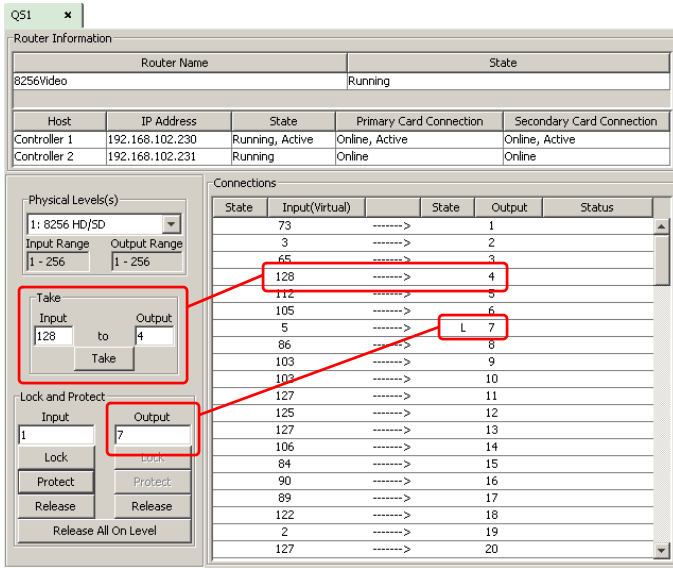 QS1 ×
Router Information
Router Name State
8256Video Running
Host IP Address State Primary Card Connection Secondary Card Connection
Controller 1 192.168.102.230 Running, Active Online, Active Online, Active
Controller 2 192.168.102.231 Running Online Online
Physical Levels(s)
1: 8256 HD/SD
Input Range Output Range
1 - 256 1 - 256
Take
Input Output
128 to 4
Take
Lock and Protect
Input Output
1 7
Lock Lock
Protect Protect
Release Release
Release All On Level
Connections
State Input(Virtual) State Output Status
73 -------> 1
3 -------> 2
65 -------> 3
128 -------> 4
112 -------> 5
105 -------> 6
5 -------> L 7
86 -------> 8
103 -------> 9
103 -------> 10
127 -------> 11
125 -------> 12
127 -------> 13
106 -------> 14
84 -------> 15
90 -------> 16
89 -------> 17
122 -------> 18
2 -------> 19
127 -------> 20